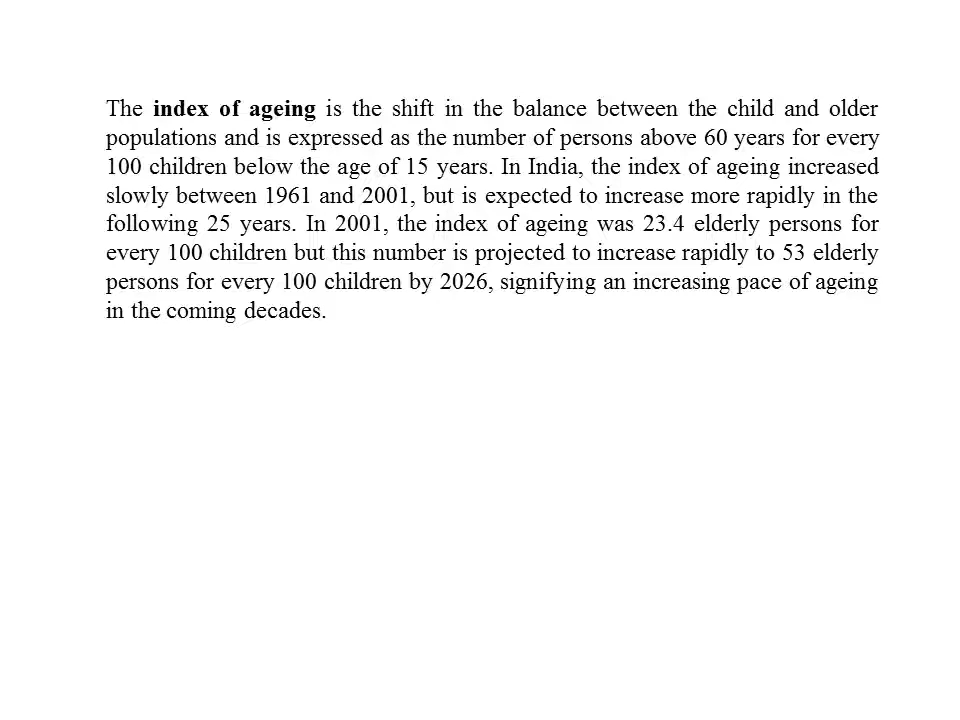 The index of ageing is the shift in the balance between the child and older
populations and is expressed as the number of persons above 60 years for every
100 children below the age of 15 years. In India, the index of ageing increased
slowly between 1961 and 2001, but is expected to increase more rapidly in the
following 25 years. In 2001, the index of ageing was 23.4 elderly persons for
every 100 children but this number is projected to increase rapidly to 53 elderly
persons for every 100 children by 2026, signifying an increasing pace of ageing
in the coming decades.